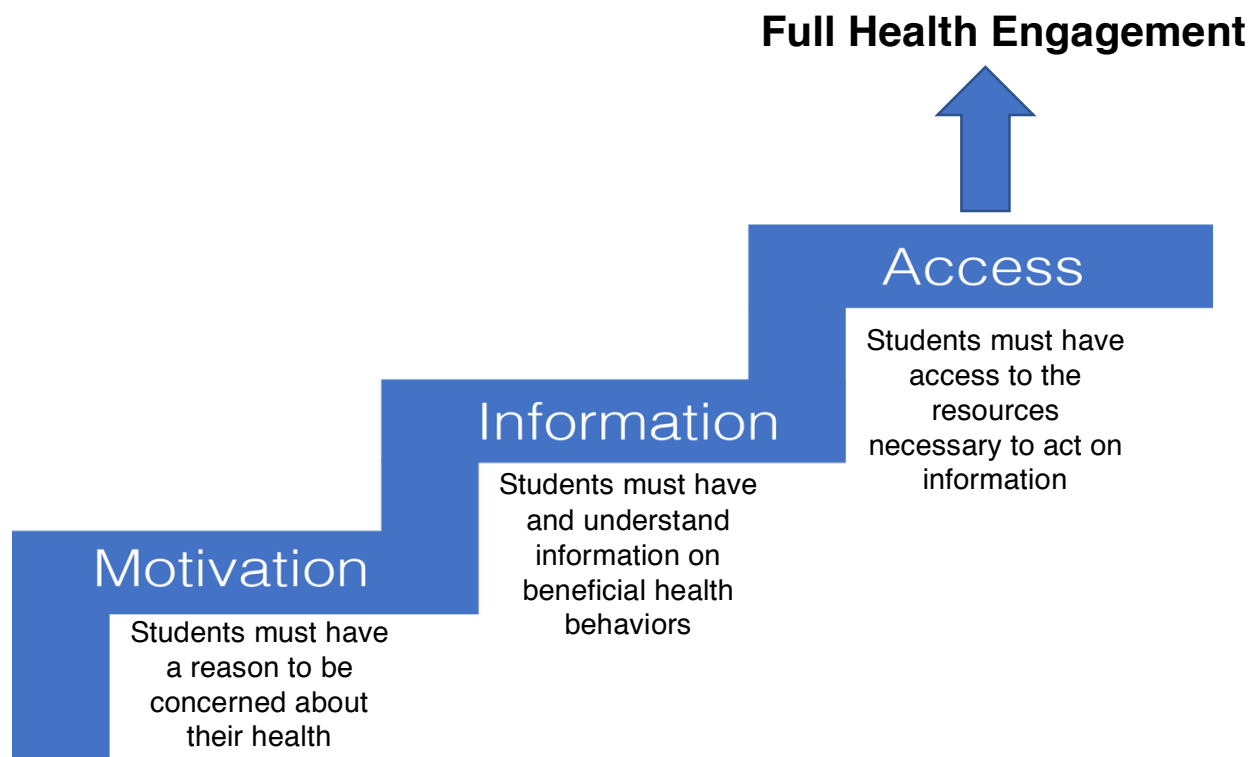 Full Health Engagement
Access
Students must have
access to the
resources
necessary to act on
information
Information
Students must have
and understand
information on
beneficial health
behaviors
Motivation
Students must have
a reason to be
concerned about
their health